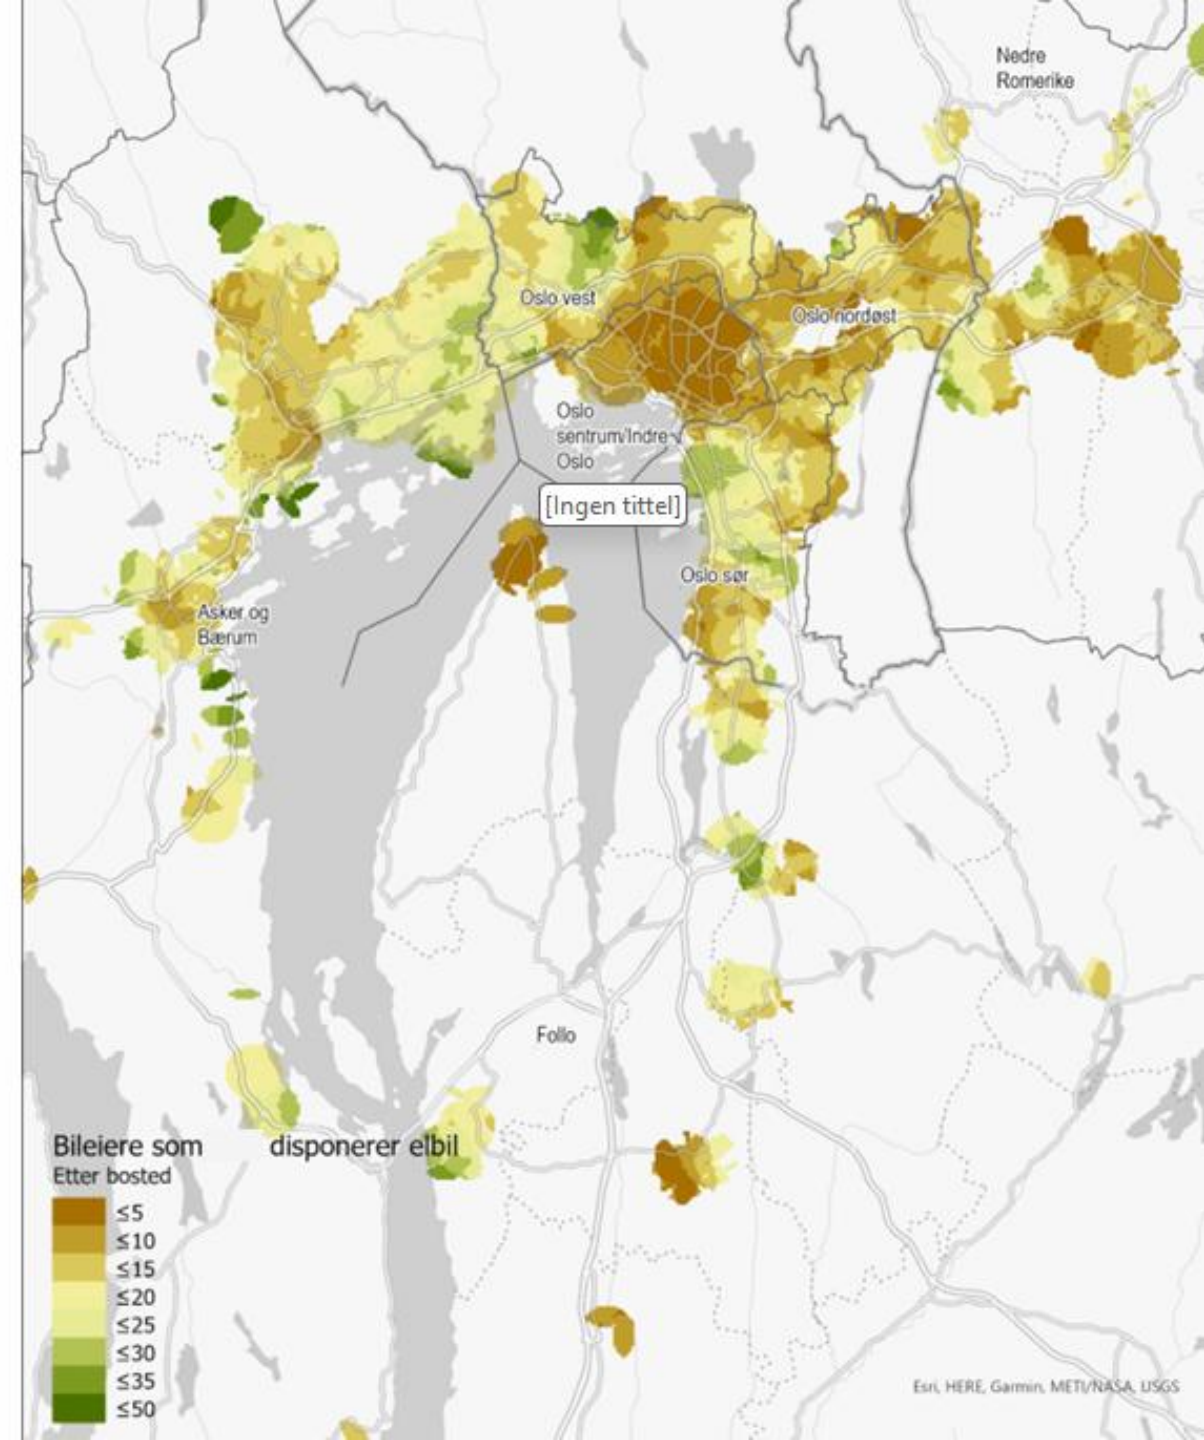 Nedre
Romerike
Oslo vest
Oslo nordøst
Oslo
sentrum/Indre
Oslo
[Ingen tittel]
Oslo sør
Asker og
Bærum
Follo
Bileiere som disponerer elbil
Etter bosted
≤5
≤10
≤15
≤20
≤25
≤30
≤35
≤50
Esri, HERE, Garmin, METI/NASA, USGS